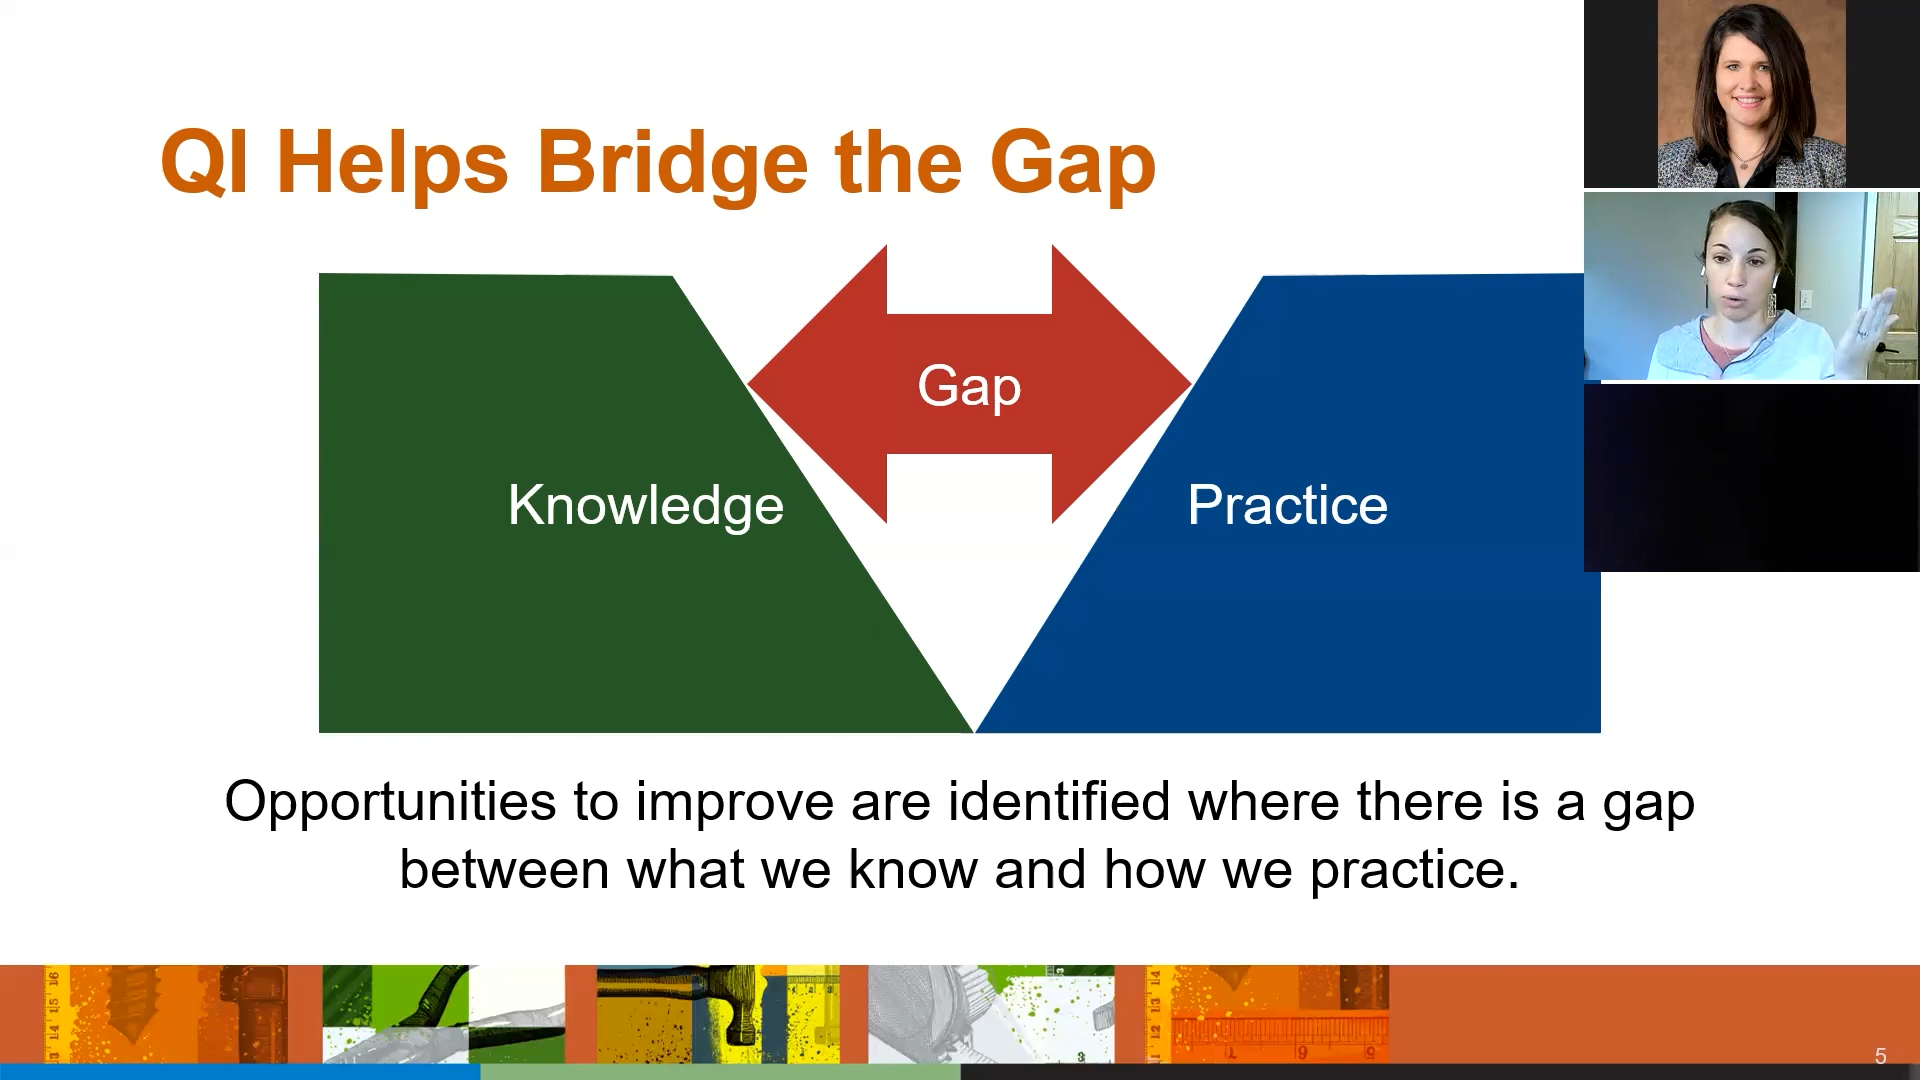 QI Helps Bridge the Gap
Gap
Knowledge
Practice
Opportunities to improve are identified where there is a gap
between what we know and how we practice.
5